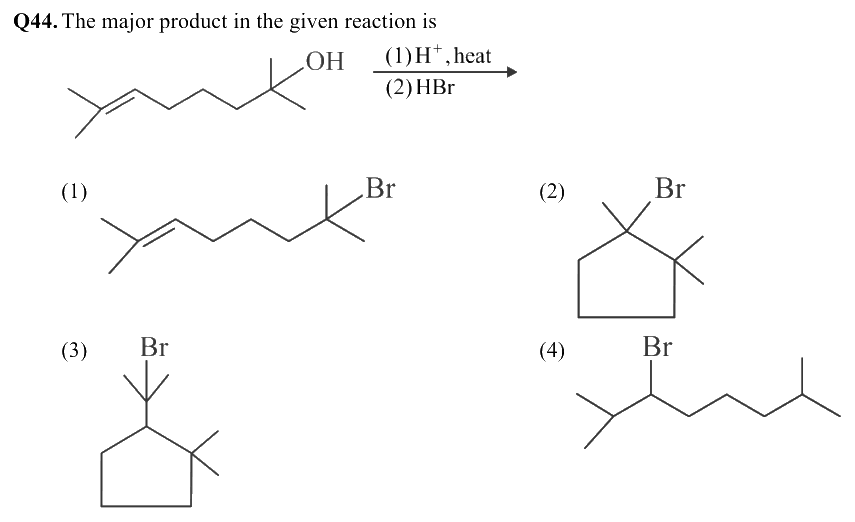 Q44. The major product in the given reaction is
OH
(1)H⁺, heat
(2)HBr
(1)
Br
(2)
Br
(3)
Br
(4)
Br